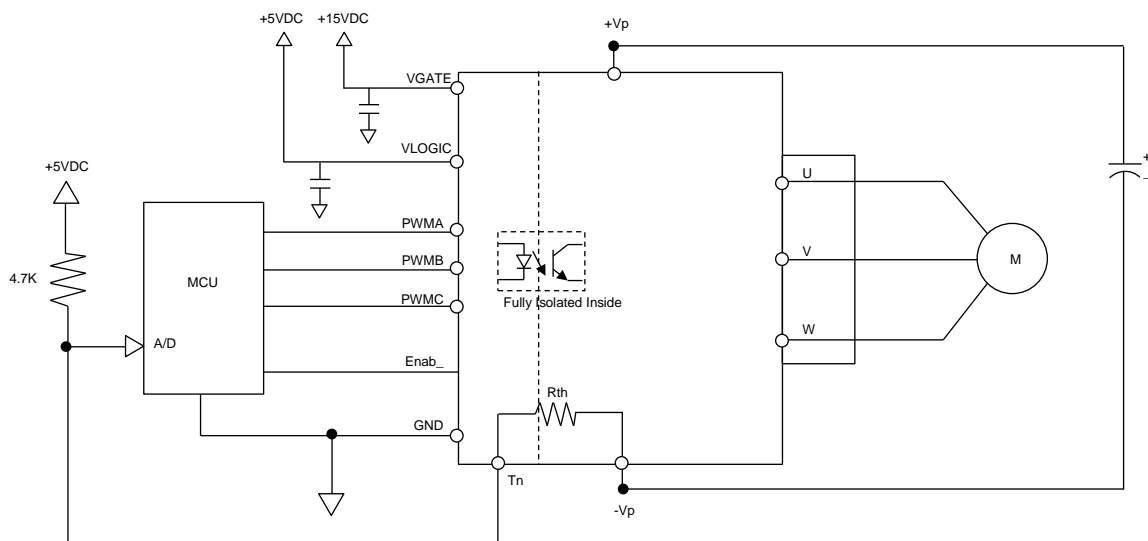 +5VDC
+15VDC
+Vp
VGATE
VLOGIC
+5VDC
+
_
U
PWMA
PWMB
V
M
MCU
4.7K
PWMC
Fully Isolated Inside
A/D
W
Enab_
Rth
GND
Tn
-Vp